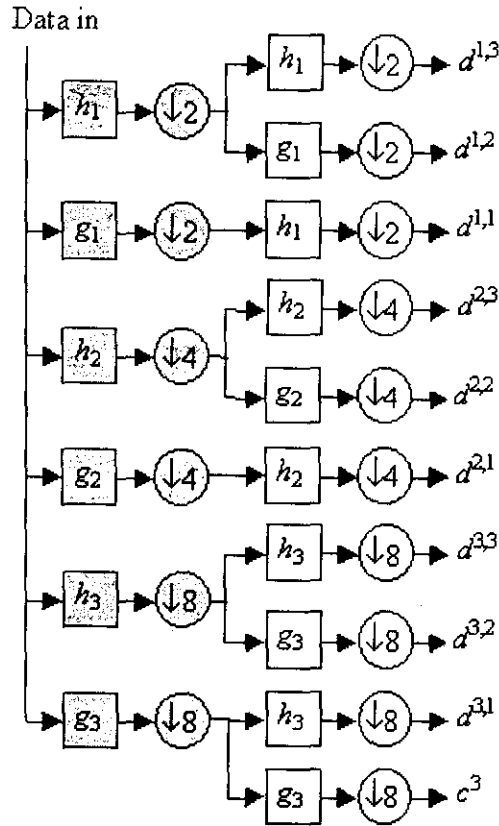 Data in
h₁ ↓2 h₁ ↓2 d¹,³
g₁ ↓2 d¹,²
g₁ ↓2 h₁ ↓2 d¹,¹
h₂ ↓4 h₂ ↓4 d²,³
g₂ ↓4 d²,²
g₂ ↓4 h₂ ↓4 d²,¹
h₃ ↓8 h₃ ↓8 d³,³
g₃ ↓8 d³,²
g₃ ↓8 h₃ ↓8 d³,¹
g₃ ↓8 c³